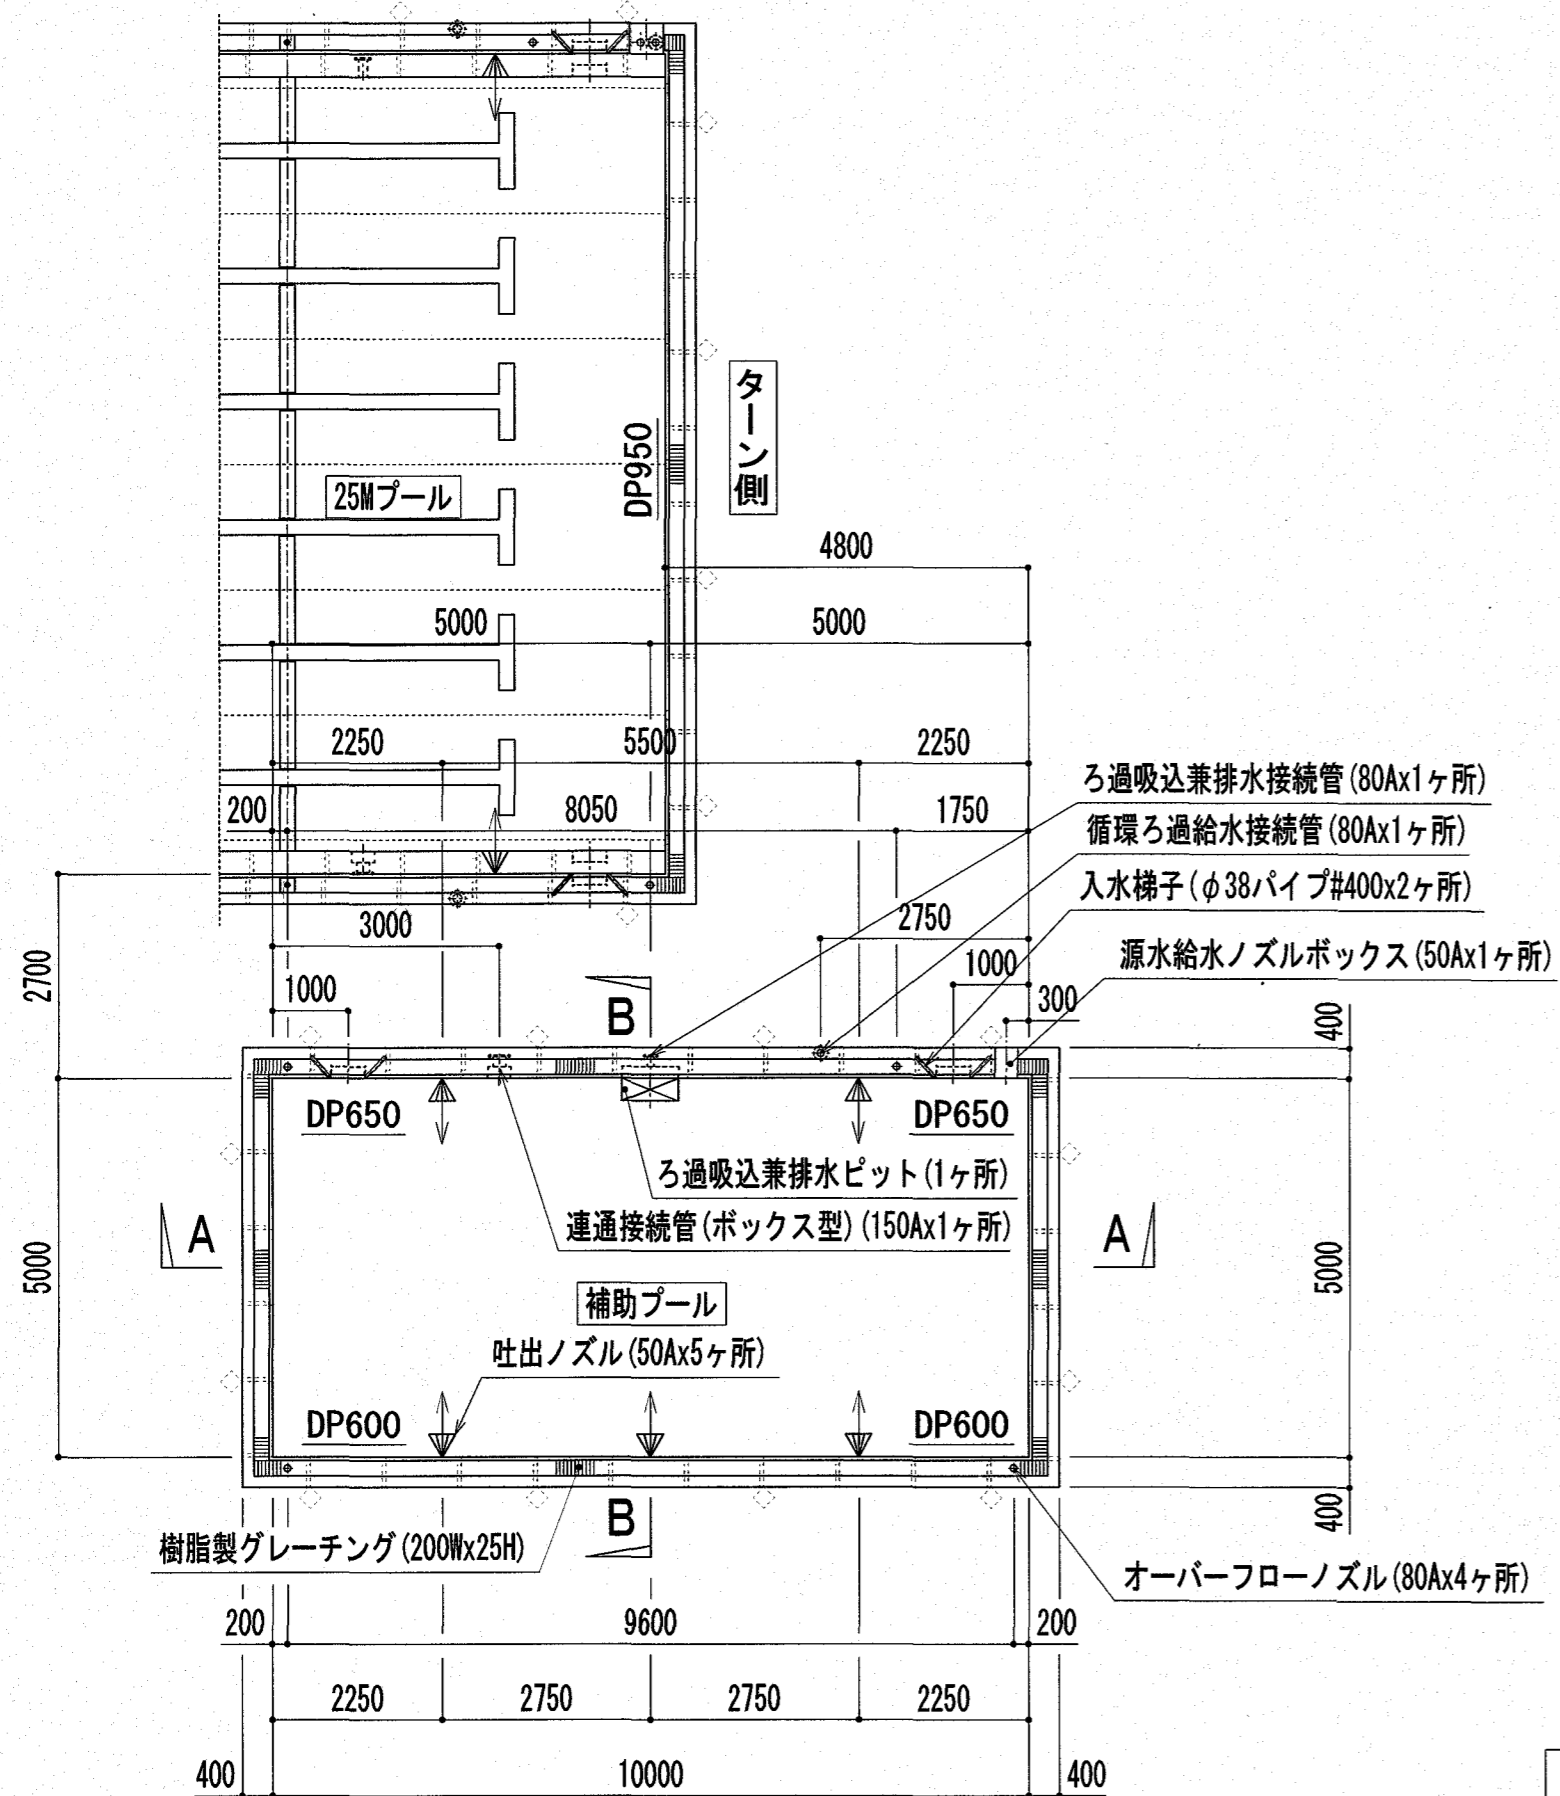 ターン側
DP950
25Mプール
4800
5000
5000
2250
5500
2250
200
8050
1750
ろ過吸込兼排水接続管(80Ax1ヶ所)
循環ろ過給水接続管(80Ax1ヶ所)
入水梯子(φ38パイプ#400x2ヶ所)
源水給水ノズルボックス(50Ax1ヶ所)
3000
2750
1000
1000
300
2700
400
B
DP650
DP650
ろ過吸込兼排水ピット(1ヶ所)
連通接続管(ボックス型)(150Ax1ヶ所)
A
A
5000
5000
補助プール
吐出ノズル(50Ax5ヶ所)
DP600
DP600
B
400
樹脂製グレーチング(200Wx25H)
オーバーフローノズル(80Ax4ヶ所)
200
9600
200
2250
2750
2750
2250
400
10000
400